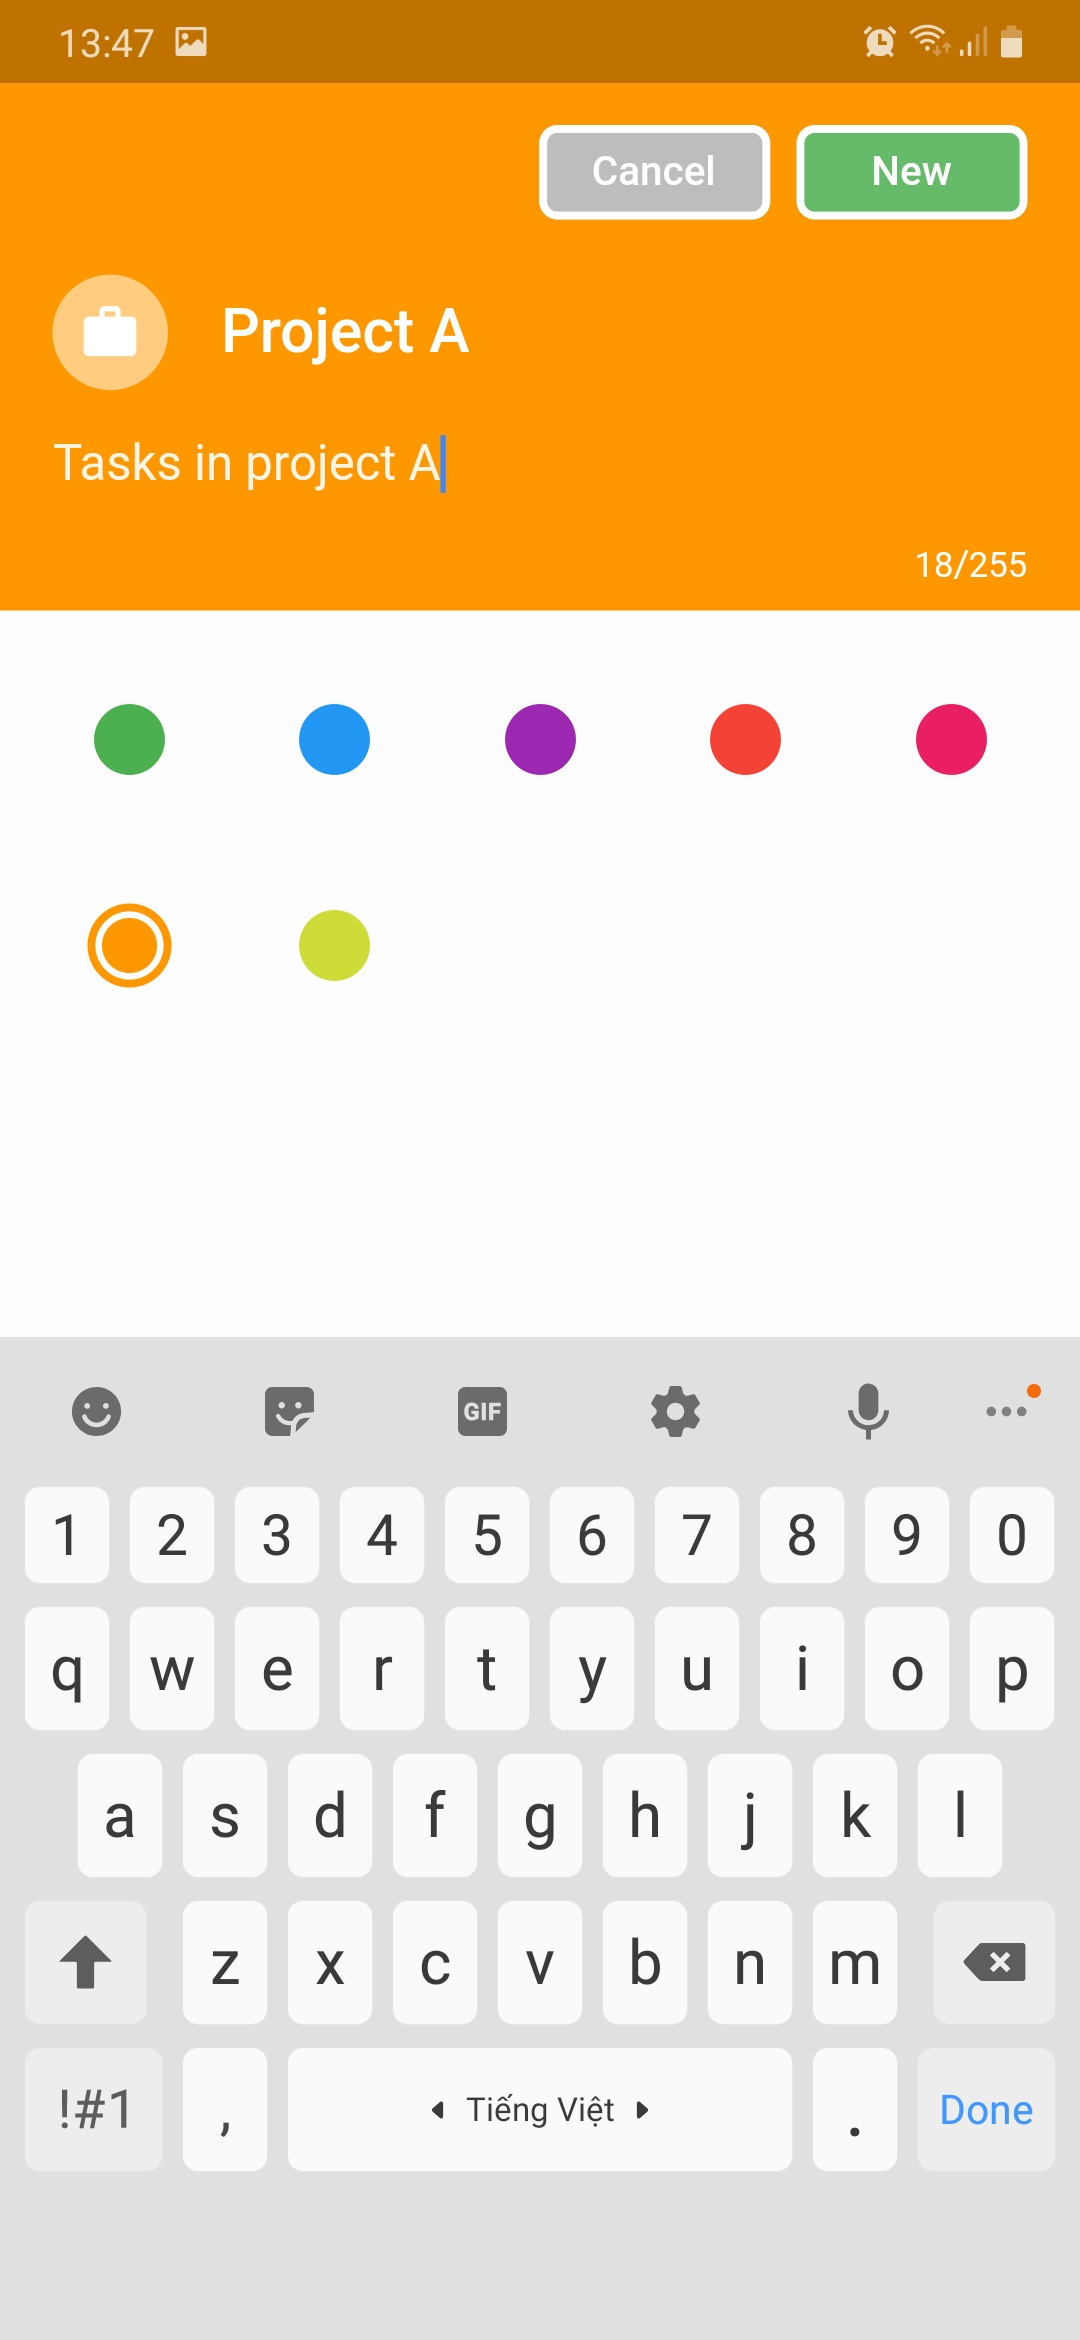 13:47
Cancel New
Project A
Tasks in project A
18/255
GIF
1 2 3 4 5 6 7 8 9 0
q w e r t y u i o p
a s d f g h j k l
z x c v b n m
!#1 , Tiếng Việt . Done